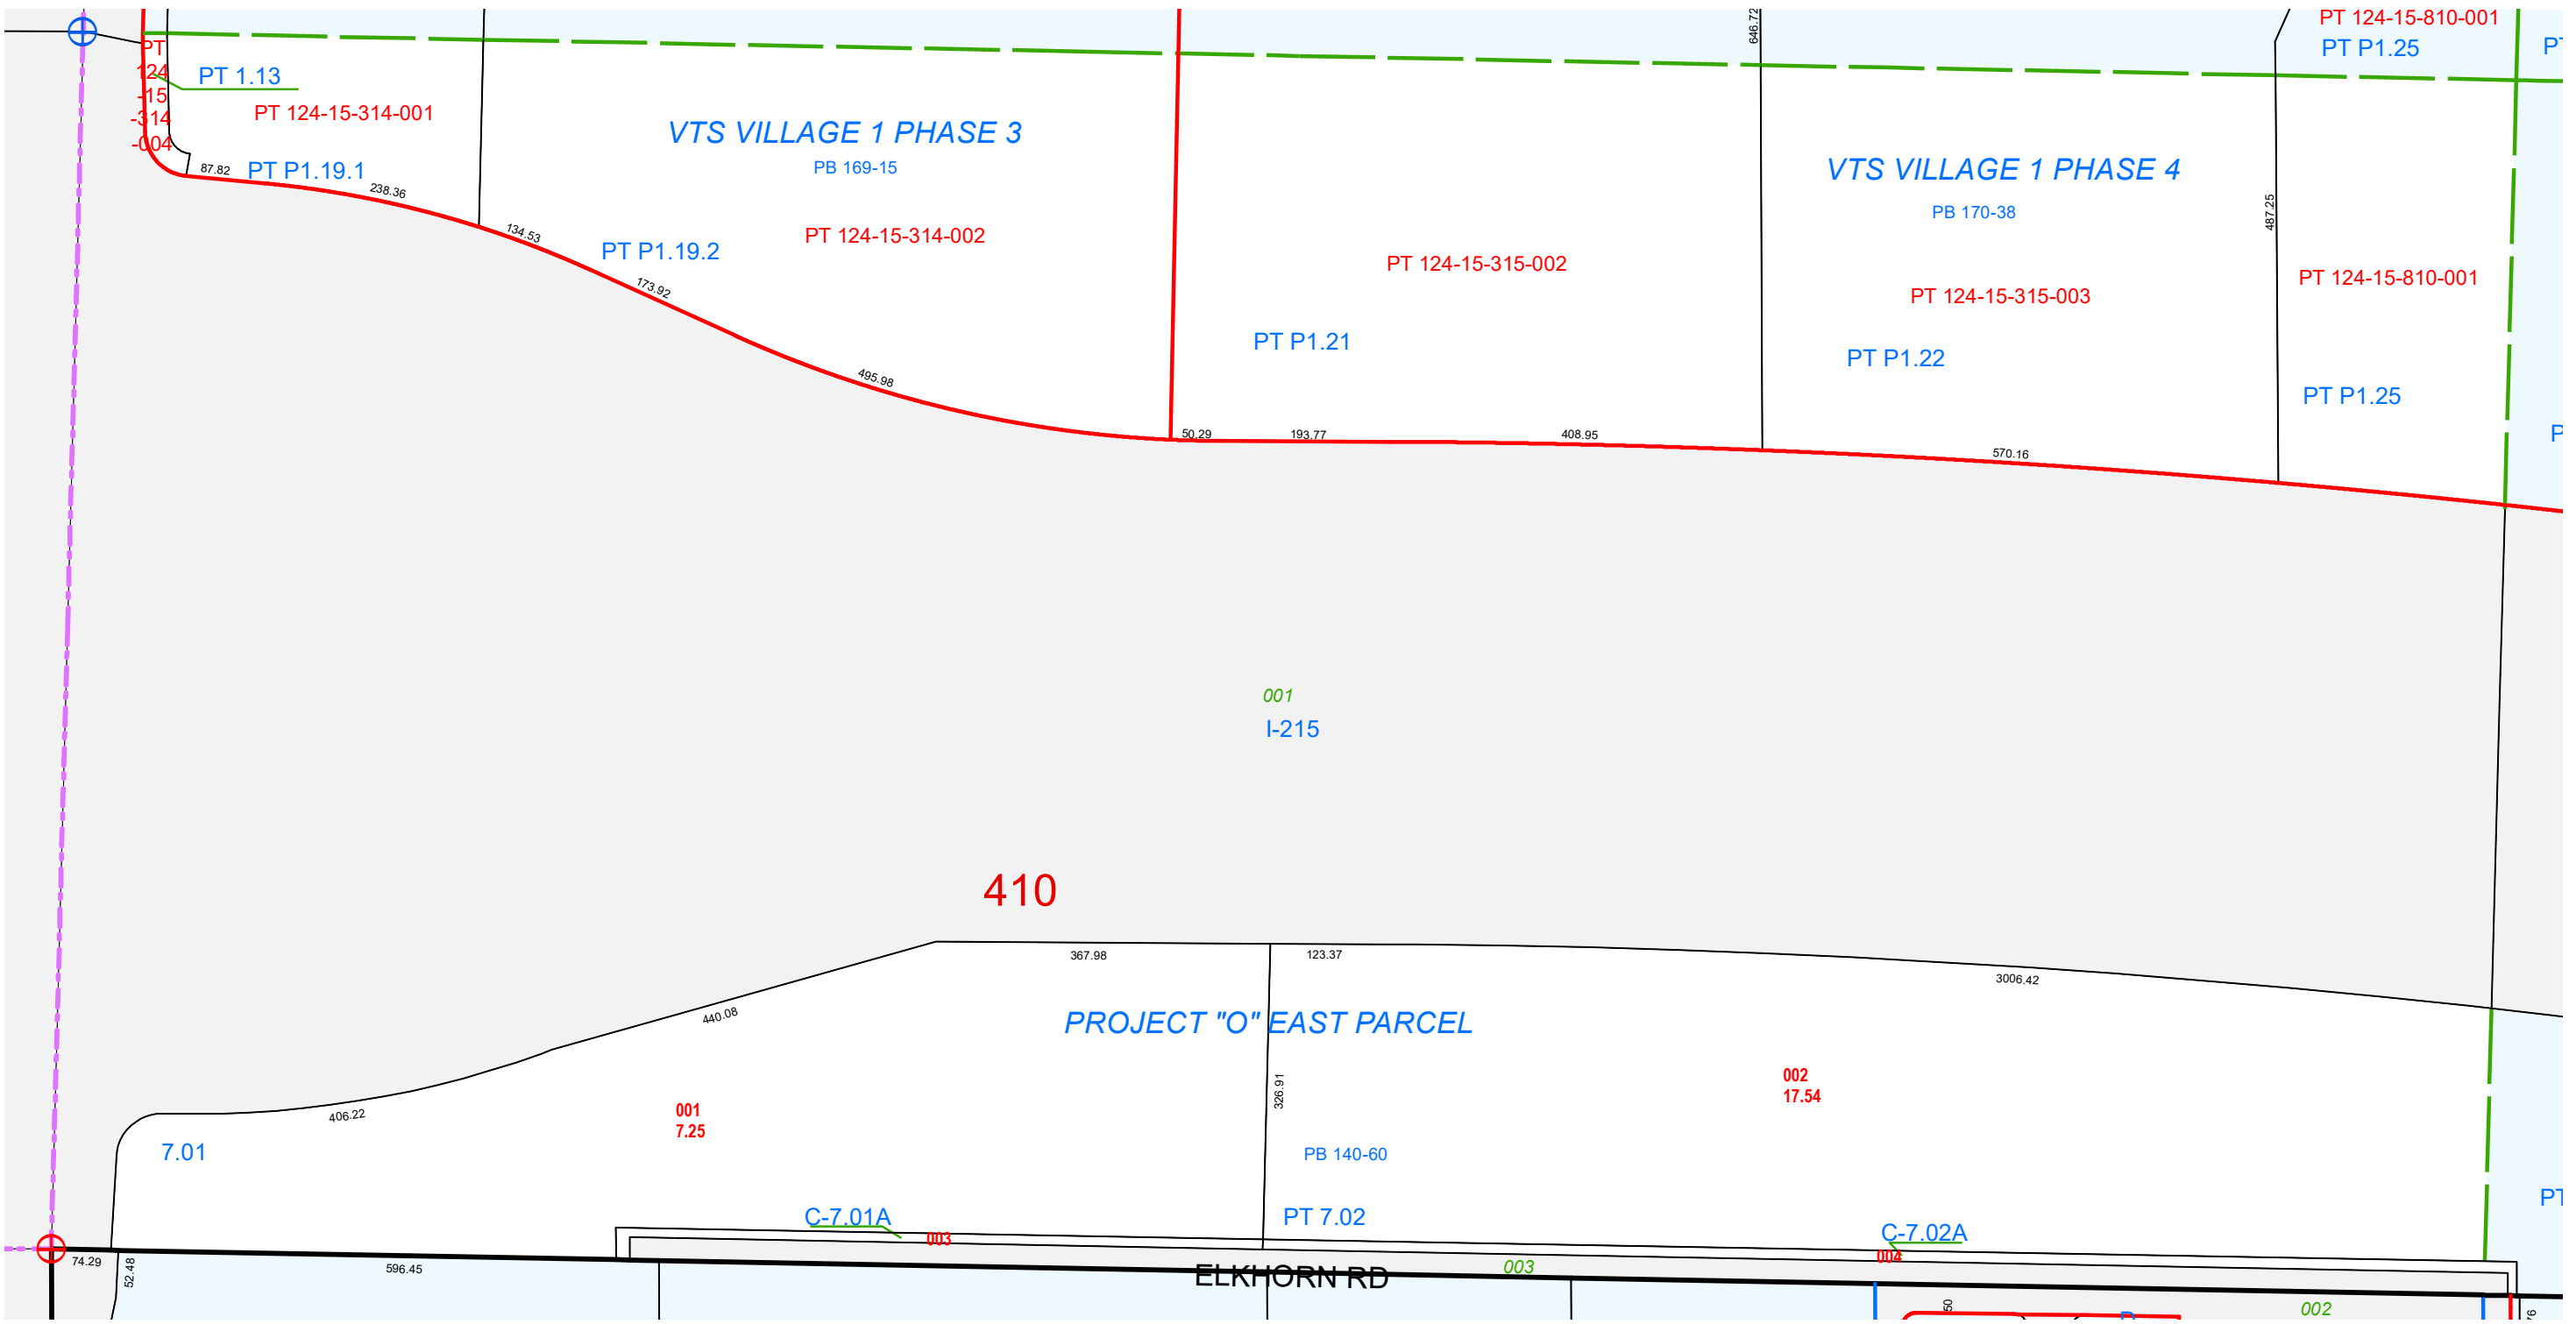 646.72
PT 124-15-810-001
PT P1.25
PT
124
-15
-314
-004
PT 1.13
PT 124-15-314-001
PT P1.19.1
87.82
238.36
VTS VILLAGE 1 PHASE 3
PB 169-15
134.53
PT P1.19.2
PT 124-15-314-002
173.92
495.98
PT 124-15-315-002
PT P1.21
VTS VILLAGE 1 PHASE 4
PB 170-38
487.25
PT 124-15-315-003
PT P1.22
PT 124-15-810-001
PT P1.25
50.29
193.77
408.95
570.16
001
I-215
410
367.98
123.37
3006.42
440.08
PROJECT "O" EAST PARCEL
406.22
001
7.25
326.91
002
17.54
7.01
PB 140-60
C-7.01A
003
PT 7.02
C-7.02A
004
74.29
52.48
596.45
ELKHORN RD
003
50
002
PT